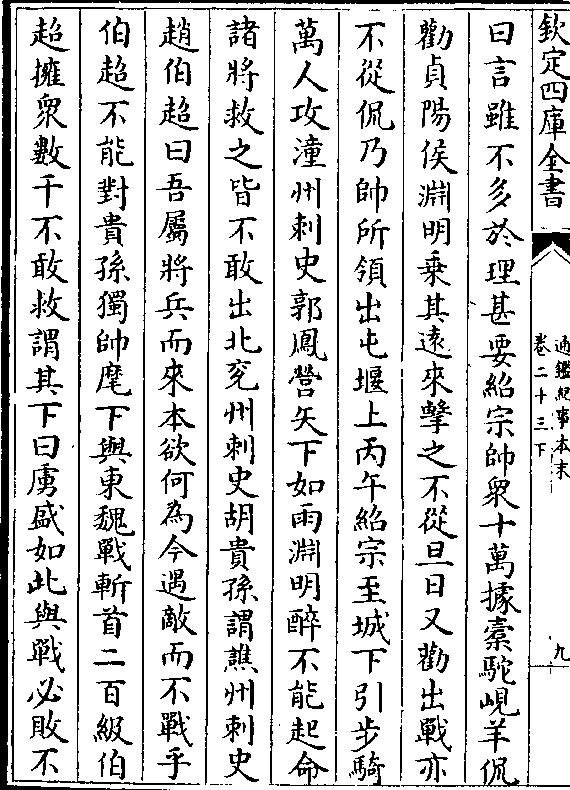 欽定四庫全書
通鑑紀事本末
卷二十三下
九
曰言雖不多於理甚要紹宗帥衆十萬據橐駝峴羊侃
勸貞陽侯淵明乗其逺來擊之不從旦日又勸出戰亦
不從侃乃帥所領出屯堰上丙午紹宗至城下引步騎
萬人攻潼州刺史郭鳳營矢下如雨淵明醉不能起命
諸將救之皆不敢出北兖州刺史胡貴孫謂譙州刺史
趙伯超曰吾屬將兵而來本欲何為今遇敵而不戰乎
伯超不能對貴孫獨帥麾下與東魏戰斬首二百級伯
超擁衆數千不敢救謂其下曰虜盛如此與戰必敗不